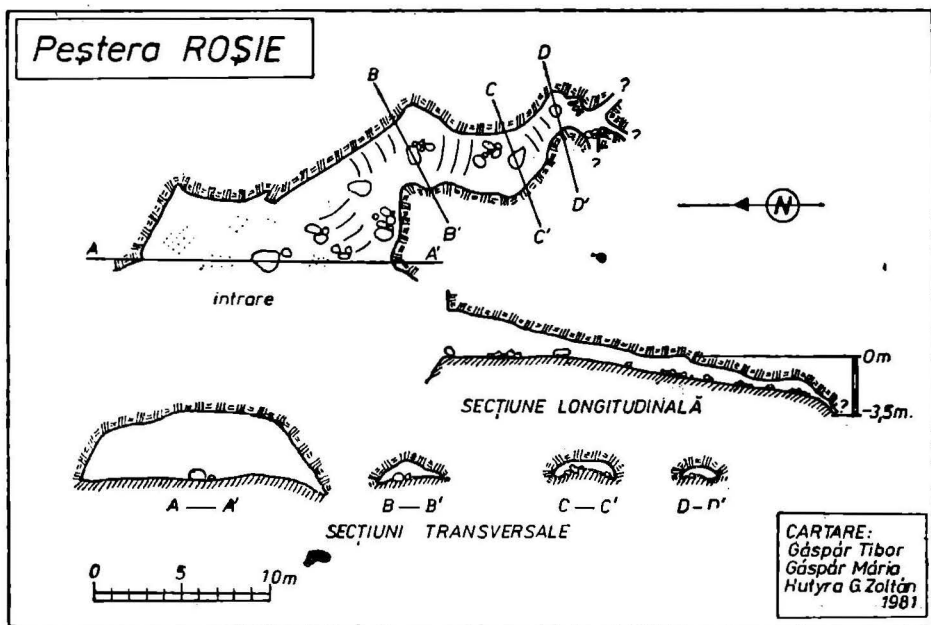 Peștera ROȘIE
B
C
D
?
?
?
N
A
A'
B'
C'
D'
intrare
0m
?
-3,5m.
SECȚIUNE LONGITUDINALĂ
A — A'
B — B'
C — C'
D-D'
SECȚIUNI TRANSVERSALE
0 5 10m
CARTARE:
Gáspár Tibor
Gáspár Mária
Hutyra G. Zoltán
1981